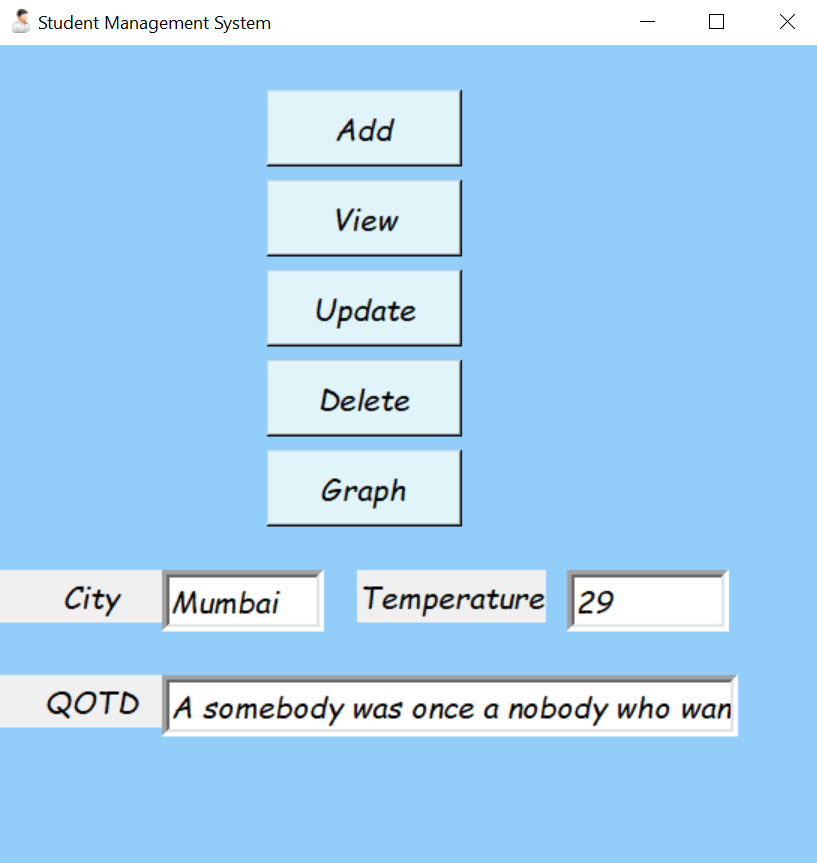 Student Management System
Add
View
Update
Delete
Graph
City Mumbai Temperature 29
QOTD A somebody was once a nobody who wan